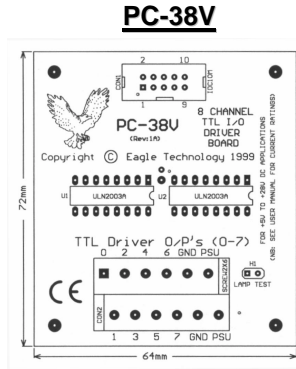 PC-38V
2 10
CON1
IDC10M
1 9
8 CHANNEL
TTL I/O
DRIVER
BOARD
PC-38V
(Rev:1A)
Copyright © Eagle Technology 1999
U1 ULN2003A U2 ULN2003A
FOR +5V TO +28V DC APPLICATIONS
(NB: SEE USER MANUAL FOR CURRENT RATINGS)
TTL Driver O/P's (0-7)
0 2 4 6 GND PSU
SCREW2X6
H1
LAMP TEST
CE
CON2
1 3 5 7 GND PSU
72mm
64mm